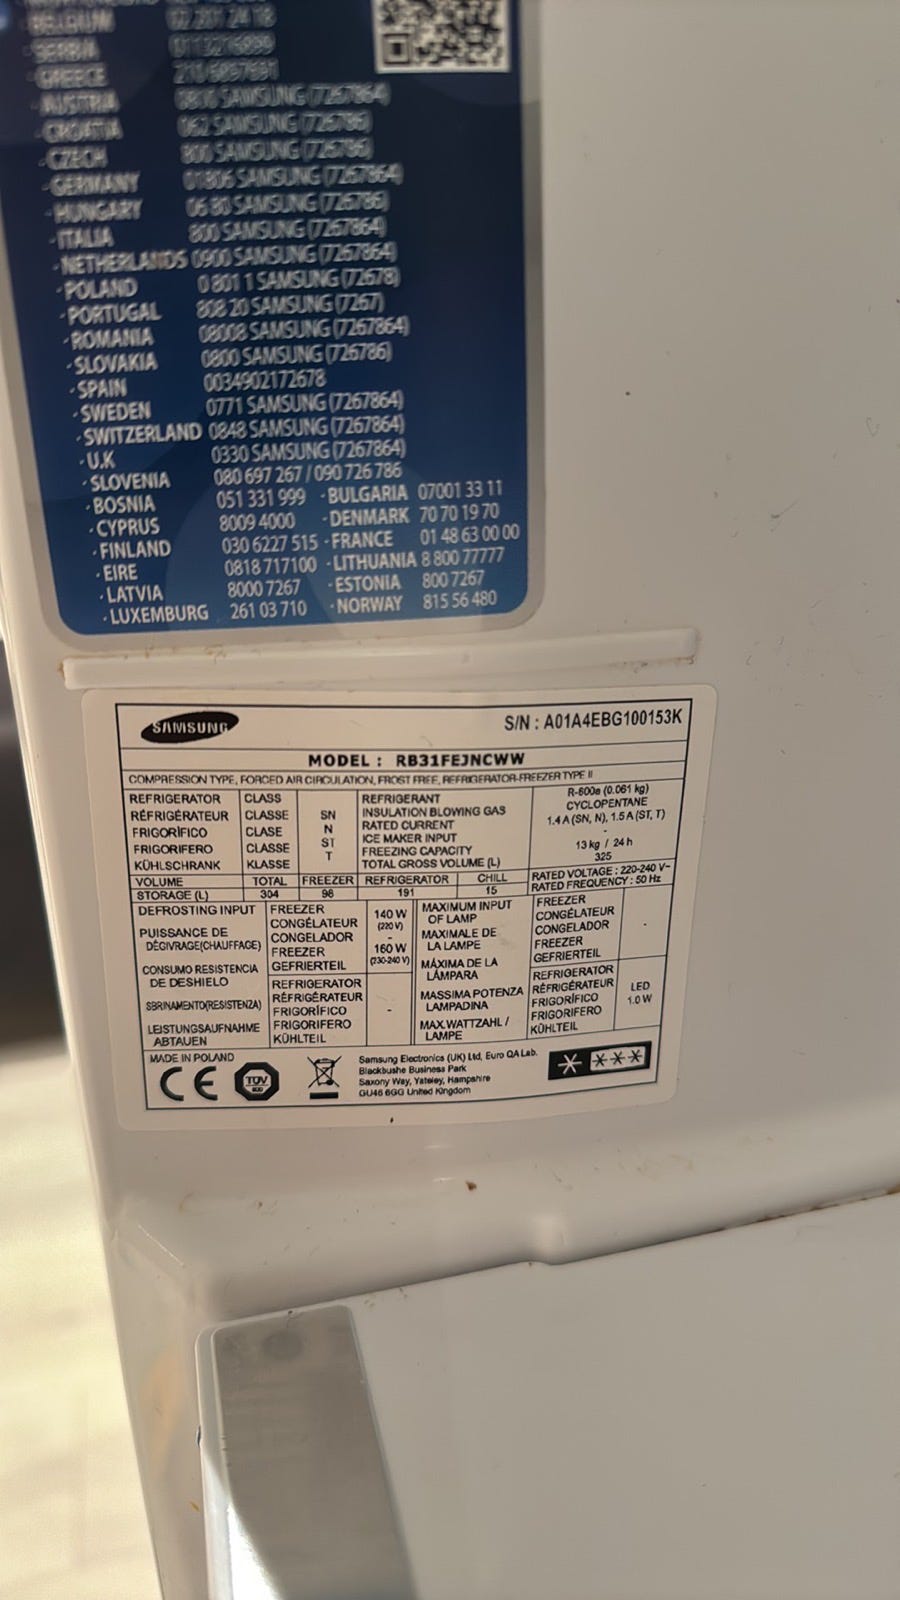 BELGIUM 02 201 24 18
· SERBIA 0113216899
· GREECE 210 6897691
· AUSTRIA 0810 SAMSUNG (7267864)
· CROATIA 062 SAMSUNG (726786)
· CZECH 800 SAMSUNG (726786)
· GERMANY 01806 SAMSUNG (7267864)
· HUNGARY 06 80 SAMSUNG (726786)
· ITALIA 800 SAMSUNG (7267864)
· NETHERLANDS 0900 SAMSUNG (7267864)
· POLAND 0 801 1 SAMSUNG (72678)
· PORTUGAL 808 20 SAMSUNG (7267)
· ROMANIA 08008 SAMSUNG (7267864)
· SLOVAKIA 0800 SAMSUNG (726786)
· SPAIN 0034902172678
· SWEDEN 0771 SAMSUNG (7267864)
· SWITZERLAND 0848 SAMSUNG (7267864)
· U.K 0330 SAMSUNG (7267864)
· SLOVENIA 080 697 267 / 090 726 786
· BOSNIA 051 331 999 · BULGARIA 07001 33 11
· CYPRUS 8009 4000 · DENMARK 70 70 19 70
· FINLAND 030 6227 515 · FRANCE 01 48 63 00 00
· EIRE 0818 717100 · LITHUANIA 8 800 77777
· LATVIA 8000 7267 · ESTONIA 800 7267
· LUXEMBURG 261 03 710 · NORWAY 815 56 480
SAMSUNG S/N : A01A4EBG100153K
MODEL : RB31FEJNCWW
COMPRESSION TYPE, FORCED AIR CIRCULATION, FROST FREE, REFRIGERATOR-FREEZER TYPE II
REFRIGERATOR CLASS
RÉFRIGÉRATEUR CLASSE
FRIGORÍFICO CLASE
FRIGORIFERO CLASSE
KÜHLSCHRANK KLASSE
SN
N
ST
T
REFRIGERANT R-600a (0.061 kg)
INSULATION BLOWING GAS CYCLOPENTANE
RATED CURRENT 1.4 A (SN, N), 1.5 A (ST, T)
ICE MAKER INPUT
FREEZING CAPACITY 13 kg / 24 h
TOTAL GROSS VOLUME (L) 325
VOLUME TOTAL FREEZER REFRIGERATOR CHILL
STORAGE (L) 304 98 191 15
RATED VOLTAGE : 220-240 V~
RATED FREQUENCY : 50 Hz
DEFROSTING INPUT
PUISSANCE DE
DÉGIVRAGE(CHAUFFAGE)
CONSUMO RESISTENCIA
DE DESHIELO
SBRINAMENTO(RESISTENZA)
LEISTUNGSAUFNAHME
ABTAUEN
FREEZER
CONGÉLATEUR
CONGELADOR
FREEZER
GEFRIERTEIL
140 W
(220 V)
-
160 W
(230-240 V)
REFRIGERATOR
RÉFRIGÉRATEUR
FRIGORÍFICO
FRIGORIFERO
KÜHLTEIL
-
MAXIMUM INPUT
OF LAMP
MAXIMALE DE
LA LAMPE
MÁXIMA DE LA
LÁMPARA
MASSIMA POTENZA
LAMPADINA
MAX.WATTZAHL /
LAMPE
FREEZER
CONGÉLATEUR
CONGELADOR
FREEZER
GEFRIERTEIL
-
REFRIGERATOR
RÉFRIGÉRATEUR
FRIGORÍFICO
FRIGORIFERO
KÜHLTEIL
LED
1.0 W
MADE IN POLAND
CE TÜV
Samsung Electronics (UK) Ltd, Euro QA Lab.
Blackbushe Business Park
Saxony Way, Yateley, Hampshire
GU46 6GG United Kingdom